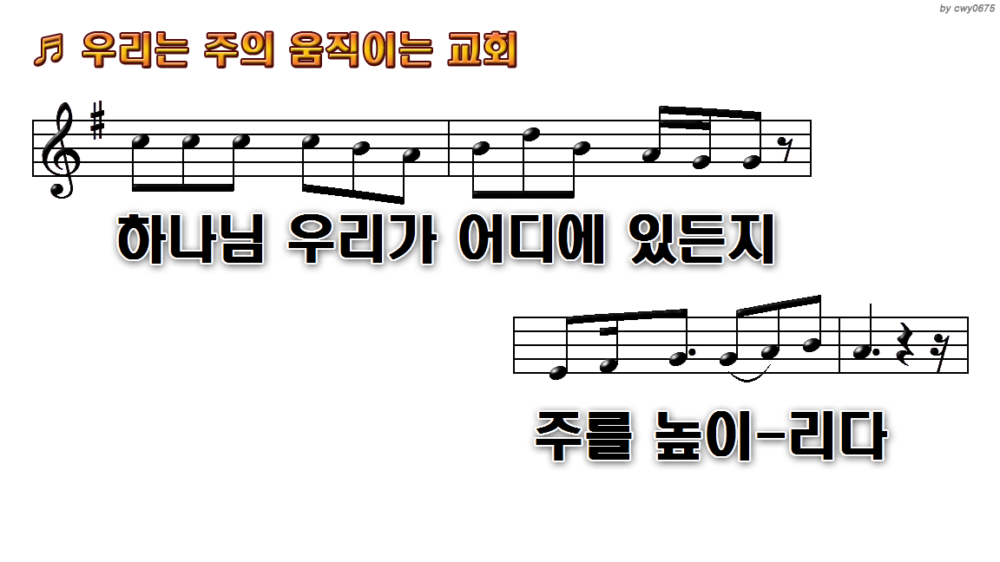 by cwy0675
♬ 우리는 주의 움직이는 교회
하나님 우리가 어디에 있든지
주를 높이-리다